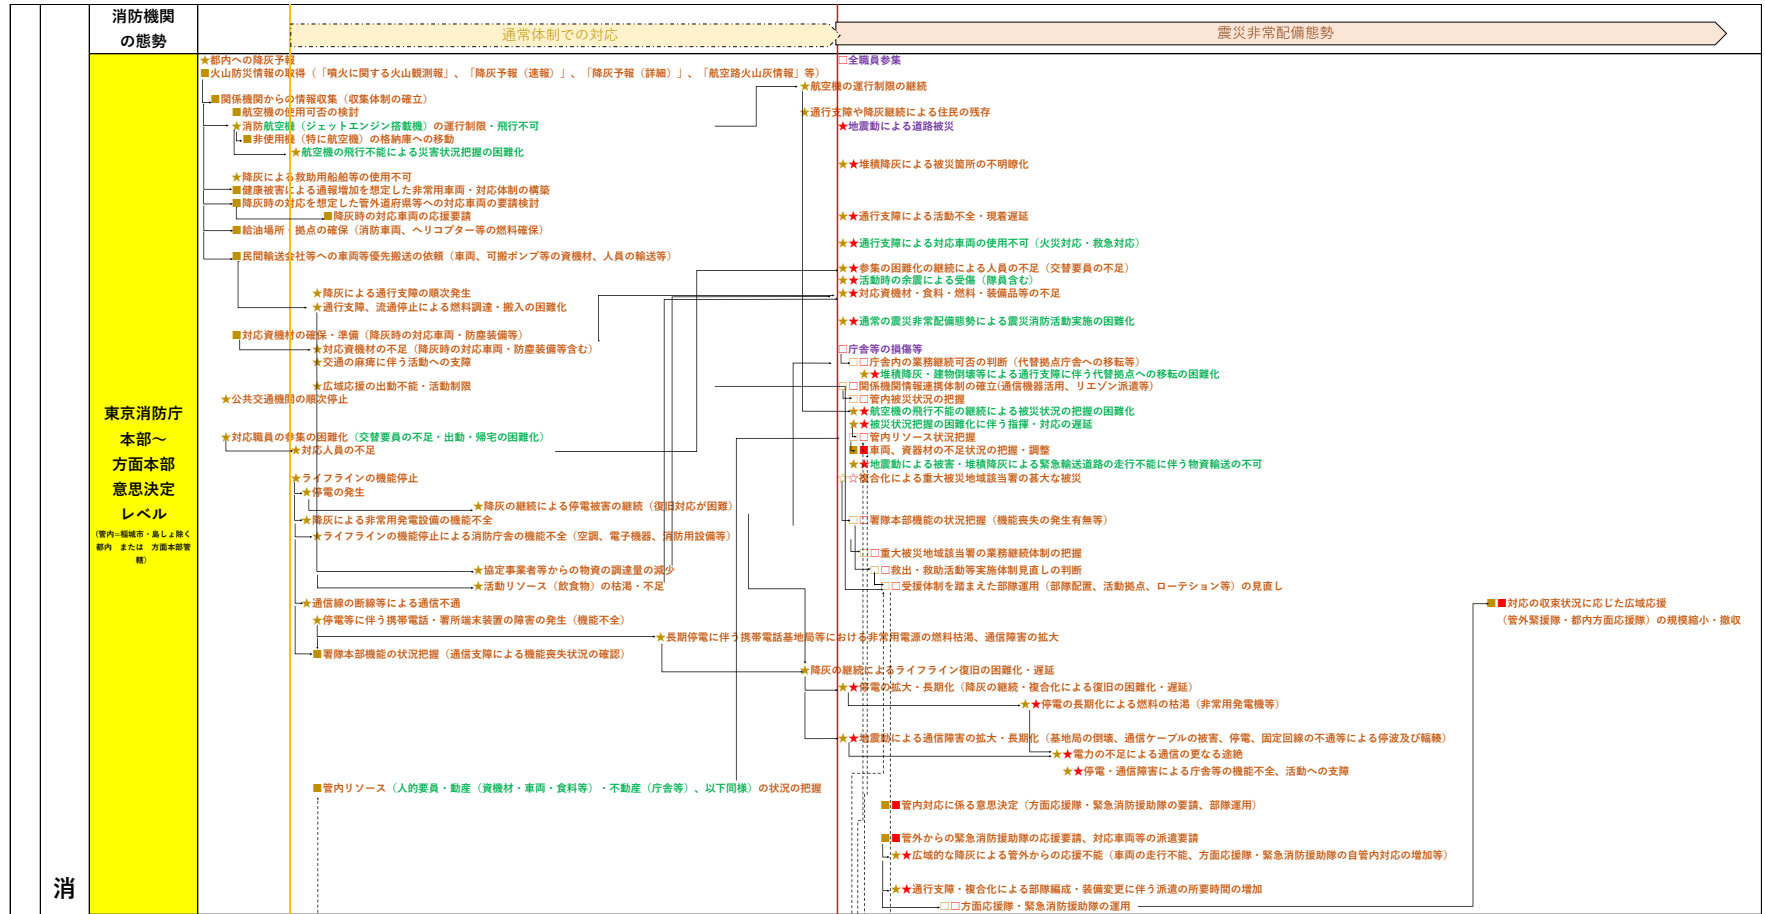 消防機関
の態勢
通常体制での対応
震災非常配備態勢
東京消防庁
本部～
方面本部
意思決定
レベル
(管内=稲城市・島しょ除く
都内 または 方面本部管
轄)
消
★都内への降灰予報
■火山防災情報の取得（「噴火に関する火山観測報」、「降灰予報（速報）」、「降灰予報（詳細）」、「航空路火山灰情報」等）
■関係機関からの情報収集（収集体制の確立）
■航空機の使用可否の検討
★消防航空機（ジェットエンジン搭載機）の運行制限・飛行不可
■非使用機（特に航空機）の格納庫への移動
★航空機の飛行不能による災害状況把握の困難化
★降灰による救助用船舶等の使用不可
■健康被害による通報増加を想定した非常用車両・対応体制の構築
■降灰時の対応を想定した管外道府県等への対応車両の要請検討
■降灰時の対応車両の応援要請
■給油場所・拠点の確保（消防車両、ヘリコプター等の燃料確保）
■民間輸送会社等への車両等優先搬送の依頼（車両、可搬ポンプ等の資機材、人員の輸送等）
★降灰による通行支障の順次発生
★通行支障、流通停止による燃料調達・搬入の困難化
■対応資機材の確保・準備（降灰時の対応車両・防塵装備等）
★対応資機材の不足（降灰時の対応車両・防塵装備等含む）
★交通の麻痺に伴う活動への支障
★広域応援の出動不能・活動制限
★公共交通機関の順次停止
★対応職員の参集の困難化（交替要員の不足・出動・帰宅の困難化）
★対応人員の不足
★ライフラインの機能停止
★停電の発生
★降灰の継続による停電被害の継続（復旧対応が困難）
★降灰による非常用発電設備の機能不全
★ライフラインの機能停止による消防庁舎の機能不全（空調、電子機器、消防用設備等）
★協定事業者等からの物資の調達量の減少
★活動リソース（飲食物）の枯渇・不足
★通信線の断線等による通信不通
★停電等に伴う携帯電話・署所端末装置の障害の発生（機能不全）
★長期停電に伴う携帯電話基地局等における非常用電源の燃料枯渇、通信障害の拡大
■署隊本部機能の状況把握（通信支障による機能喪失状況の確認）
★降灰の継続によるライフライン復旧の困難化・遅延
■管内リソース（人的要員・動産（資機材・車両・食料等）・不動産（庁舎等）、以下同様）の状況の把握
□全職員参集
★航空機の運行制限の継続
★通行支障や降灰継続による住民の残存
★地震動による道路被災
★★堆積降灰による被災箇所の不明瞭化
★★通行支障による活動不全・現着遅延
★★通行支障による対応車両の使用不可（火災対応・救急対応）
★★参集の困難化の継続による人員の不足（交替要員の不足）
★★活動時の余震による受傷（隊員含む）
★★対応資機材・食料・燃料・装備品等の不足
★★通常の震災非常配備態勢による震災消防活動実施の困難化
□庁舎等の損傷等
□□庁舎内の業務継続可否の判断（代替拠点庁舎への移転等）
★★堆積降灰・建物倒壊等による通行支障に伴う代替拠点への移転の困難化
□□関係機関情報連携体制の確立(通信機器活用、リエゾン派遣等）
□□管内被災状況の把握
★★航空機の飛行不能の継続による被災状況の把握の困難化
★★被災状況把握の困難化に伴う指揮・対応の遅延
□□管内リソース状況把握
■■車両、資器材の不足状況の把握・調整
★★地震動による被害・堆積降灰による緊急輸送道路の走行不能に伴う物資輸送の不可
☆☆複合化による重大被災地域該当署の甚大な被災
□□署隊本部機能の状況把握（機能喪失の発生有無等）
□□重大被災地域該当署の業務継続体制の把握
□□救出・救助活動等実施体制見直しの判断
□□受援体制を踏まえた部隊運用（部隊配置、活動拠点、ローテション等）の見直し
■■対応の収束状況に応じた広域応援
（管外緊援隊・都内方面応援隊）の規模縮小・撤収
★★停電の拡大・長期化（降灰の継続・複合化による復旧の困難化・遅延）
★★停電の長期化による燃料の枯渇（非常用発電機等）
★★地震動による通信障害の拡大・長期化（基地局の倒壊、通信ケーブルの被害、停電、固定回線の不通等による停波及び輻輳）
★★電力の不足による通信の更なる途絶
★★停電・通信障害による庁舎等の機能不全、活動への支障
■■管内対応に係る意思決定（方面応援隊・緊急消防援助隊の要請、部隊運用）
■■管外からの緊急消防援助隊の応援要請、対応車両等の派遣要請
★★広域的な降灰による管外からの応援不能（車両の走行不能、方面応援隊・緊急消防援助隊の自管内対応の増加等）
★★通行支障・複合化による部隊編成・装備変更に伴う派遣の所要時間の増加
□□方面応援隊・緊急消防援助隊の運用